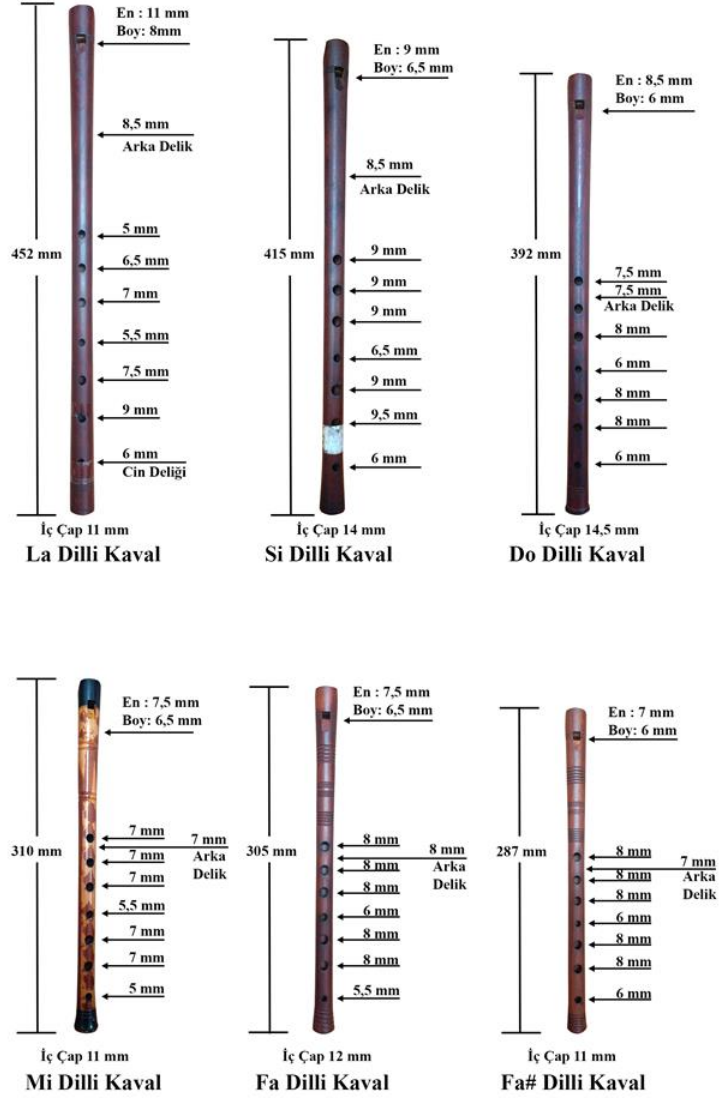 En : 11 mm
Boy: 8mm
8,5 mm
Arka Delik
452 mm
5 mm
6,5 mm
7 mm
5,5 mm
7,5 mm
9 mm
6 mm
Cin Deliği
İç Çap 11 mm
La Dilli Kaval
En : 9 mm
Boy: 6,5 mm
8,5 mm
Arka Delik
415 mm
9 mm
9 mm
9 mm
6,5 mm
9 mm
9,5 mm
6 mm
İç Çap 14 mm
Si Dilli Kaval
En : 8,5 mm
Boy: 6 mm
392 mm
7,5 mm
7,5 mm
Arka Delik
8 mm
6 mm
8 mm
8 mm
6 mm
İç Çap 14,5 mm
Do Dilli Kaval
En : 7,5 mm
Boy: 6,5 mm
310 mm
7 mm
7 mm
Arka
Delik
7 mm
7 mm
5,5 mm
7 mm
7 mm
5 mm
İç Çap 11 mm
Mi Dilli Kaval
En : 7,5 mm
Boy: 6,5 mm
305 mm
8 mm
8 mm
Arka
Delik
8 mm
8 mm
6 mm
8 mm
8 mm
5,5 mm
İç Çap 12 mm
Fa Dilli Kaval
En : 7 mm
Boy: 6 mm
287 mm
8 mm
7 mm
Arka
Delik
8 mm
8 mm
6 mm
8 mm
8 mm
6 mm
İç Çap 11 mm
Fa# Dilli Kaval